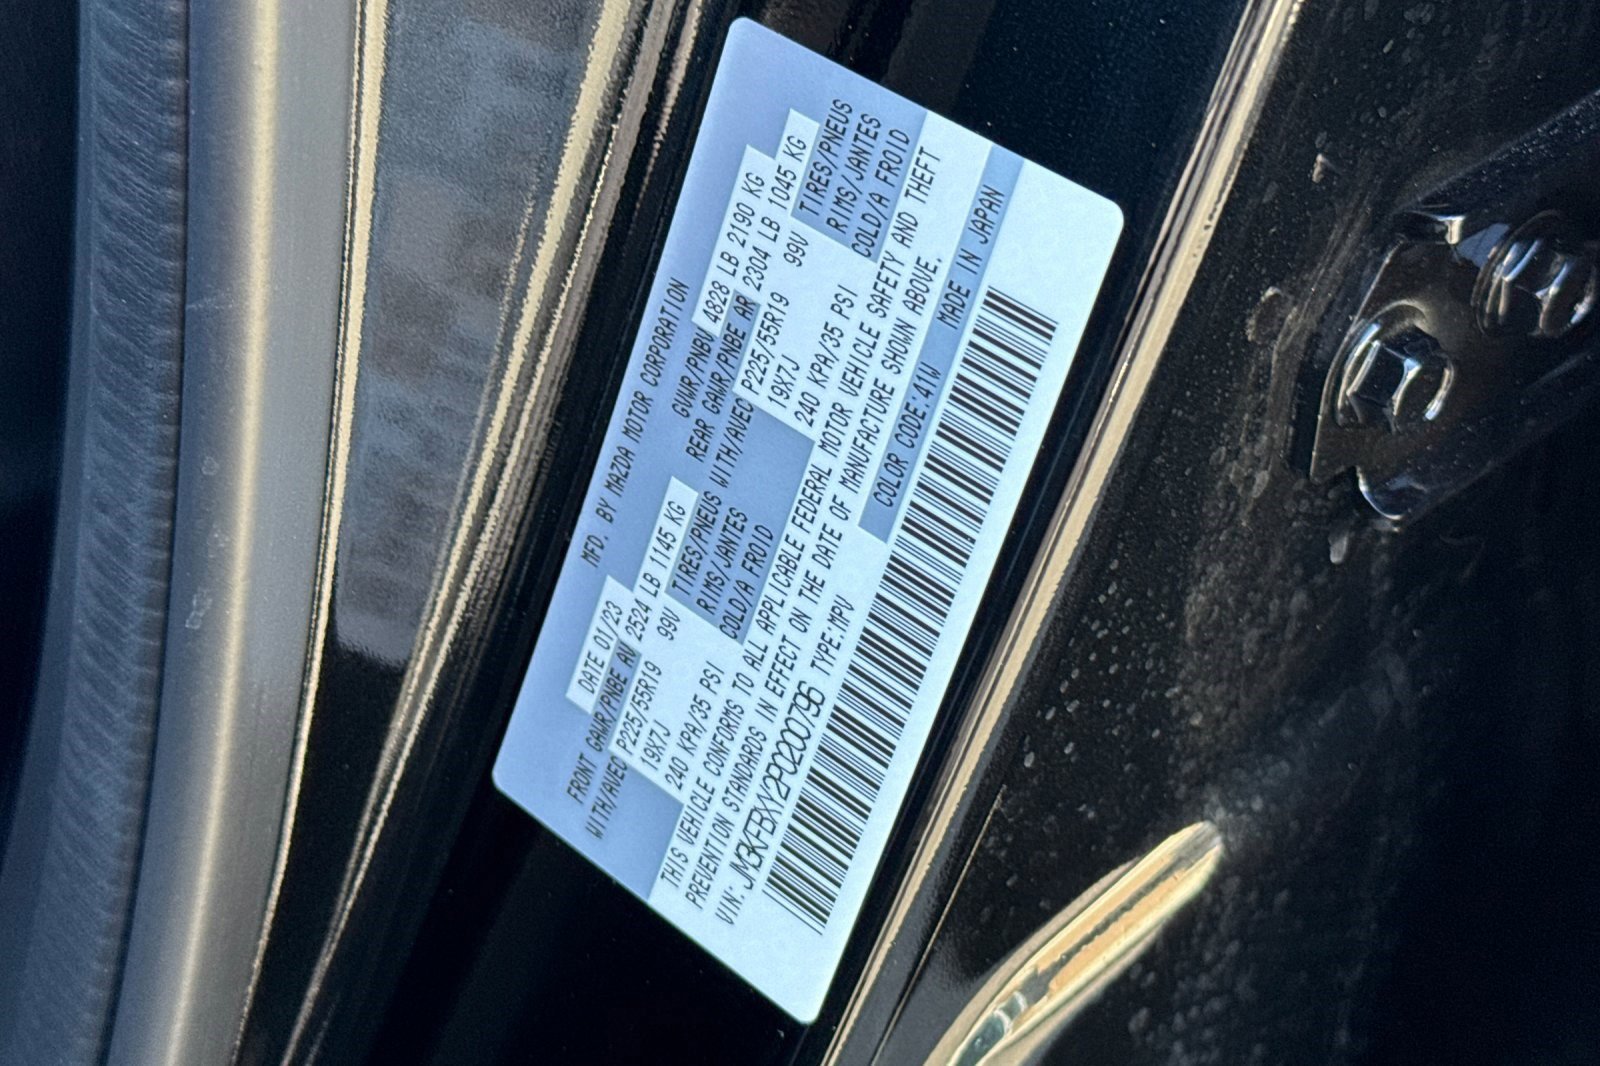 MFD. BY MAZDA MOTOR CORPORATION
DATE 01/23 GVWR/PNBV 4828 LB 2190 KG
FRONT GAWR/PNBE AV 2524 LB 1145 KG REAR GAWR/PNBE AR 2304 LB 1045 KG
WITH/AVEC P225/55R19 99V TIRES/PNEUS WITH/AVEC P225/55R19 99V TIRES/PNEUS
19X7J RIMS/JANTES 19X7J RIMS/JANTES
240 KPA/35 PSI COLD/A FROID 240 KPA/35 PSI COLD/A FROID
THIS VEHICLE CONFORMS TO ALL APPLICABLE FEDERAL MOTOR VEHICLE SAFETY AND THEFT
PREVENTION STANDARDS IN EFFECT ON THE DATE OF MANUFACTURE SHOWN ABOVE.
VIN: JM3KFBXY2P0200796 TYPE:MPV COLOR CODE:41W MADE IN JAPAN